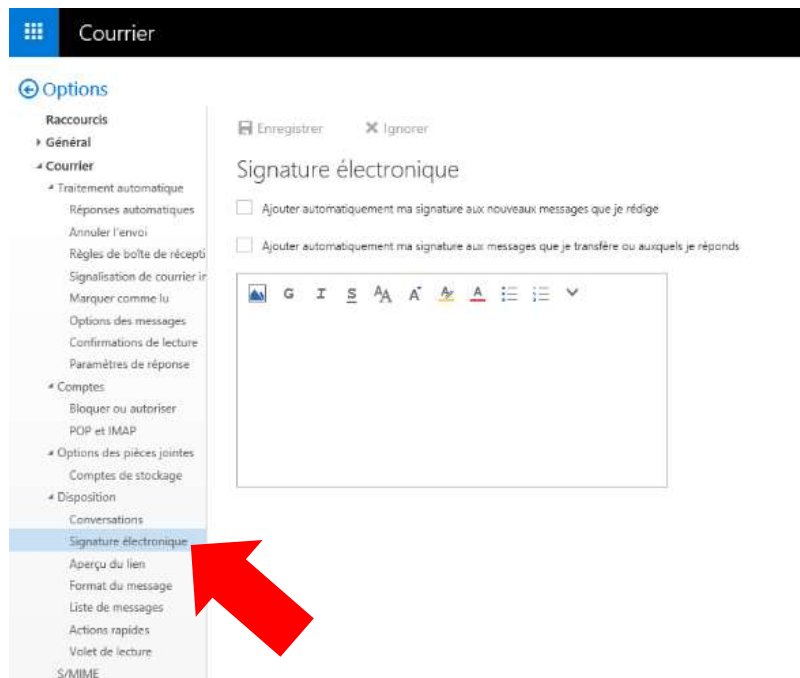 Courrier
Options
Raccourcis
Général
Courrier
Traitement automatique
Réponses automatiques
Annuler l'envoi
Règles de boîte de récepti
Signalisation de courrier ir
Marquer comme lu
Options des messages
Confirmations de lecture
Paramètres de réponse
Comptes
Bloquer ou autoriser
POP et IMAP
Options des pièces jointes
Comptes de stockage
Disposition
Conversations
Signature électronique
Aperçu du lien
Format du message
Liste de messages
Actions rapides
Volet de lecture
S/MIME
Enregistrer Ignorer
Signature électronique
Ajouter automatiquement ma signature aux nouveaux messages que je rédige
Ajouter automatiquement ma signature aux messages que je transfère ou auxquels je réponds
G I S AA A A A